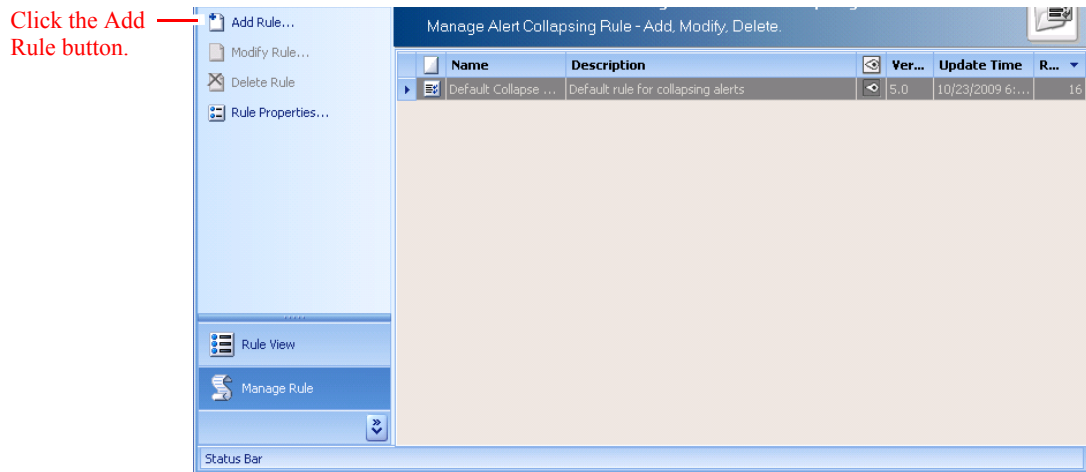 Click the Add
Rule button.
Add Rule...
Modify Rule...
Delete Rule
Rule Properties...
Manage Alert Collapsing Rule - Add, Modify, Delete.
Name Description Ver... Update Time R...
Default Collapse ... Default rule for collapsing alerts 5.0 10/23/2009 6:... 16
Rule View
Manage Rule
Status Bar